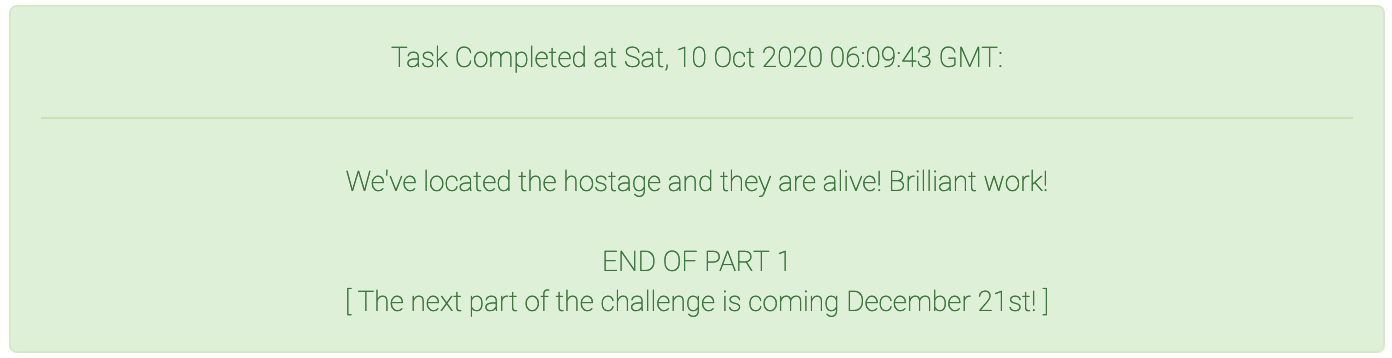 Task Completed at Sat, 10 Oct 2020 06:09:43 GMT:
We've located the hostage and they are alive! Brilliant work!
END OF PART 1
[ The next part of the challenge is coming December 21st! ]